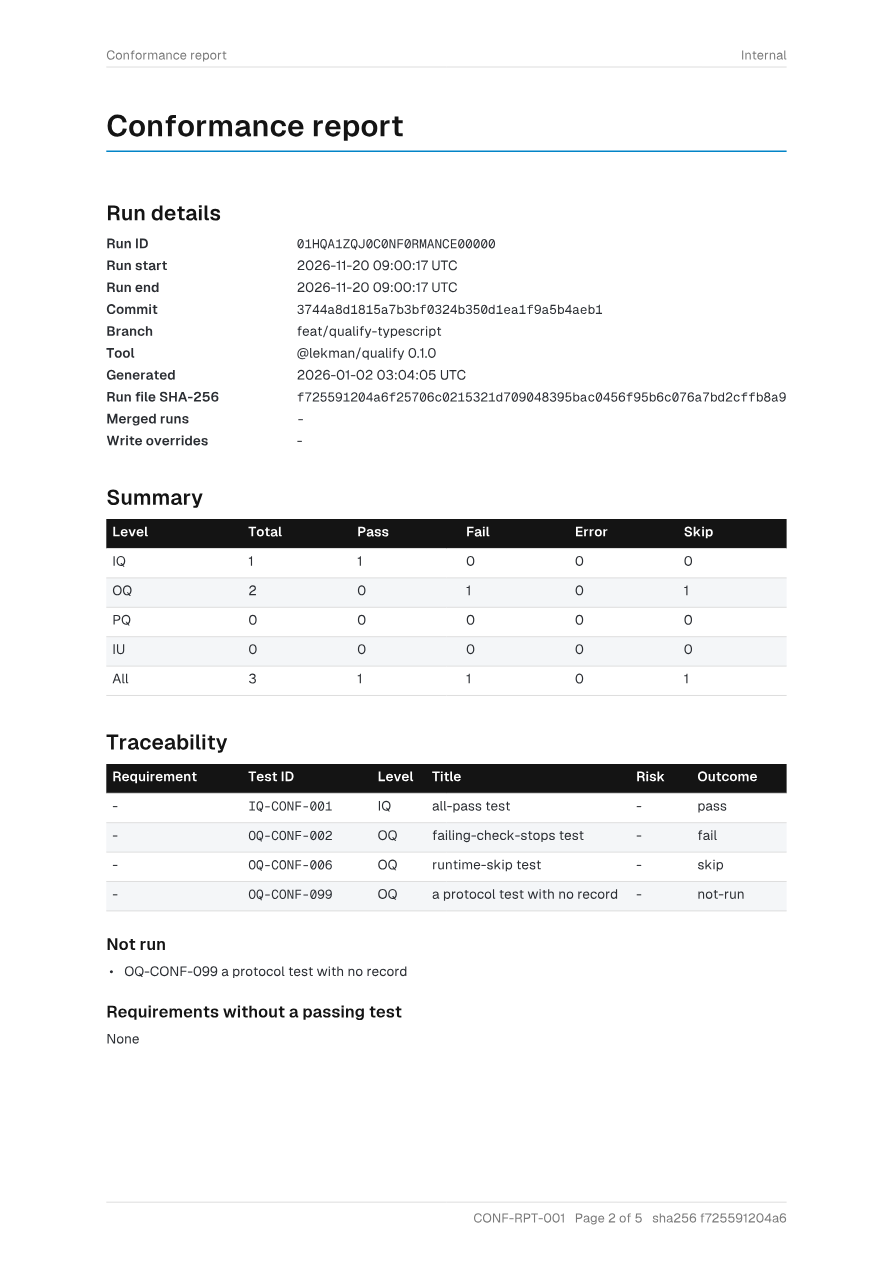 Conformance report Internal
Conformance report
Run details
Run ID 01HQA1ZQJ0C0NF0RMANCE00000
Run start 2026-11-20 09:00:17 UTC
Run end 2026-11-20 09:00:17 UTC
Commit 3744a8d1815a7b3bf0324b350d1ea1f9a5b4aeb1
Branch feat/qualify-typescript
Tool @lekman/qualify 0.1.0
Generated 2026-01-02 03:04:05 UTC
Run file SHA-256 f725591204a6f25706c0215321d709048395bac0456f95b6c076a7bd2cffb8a9
Merged runs -
Write overrides -
Summary
Level Total Pass Fail Error Skip
IQ 1 1 0 0 0
OQ 2 0 1 0 1
PQ 0 0 0 0 0
IU 0 0 0 0 0
All 3 1 1 0 1
Traceability
Requirement Test ID Level Title Risk Outcome
- IQ-CONF-001 IQ all-pass test - pass
- OQ-CONF-002 OQ failing-check-stops test - fail
- OQ-CONF-006 OQ runtime-skip test - skip
- OQ-CONF-099 OQ a protocol test with no record - not-run
Not run
• OQ-CONF-099 a protocol test with no record
Requirements without a passing test
None
CONF-RPT-001 Page 2 of 5 sha256 f725591204a6